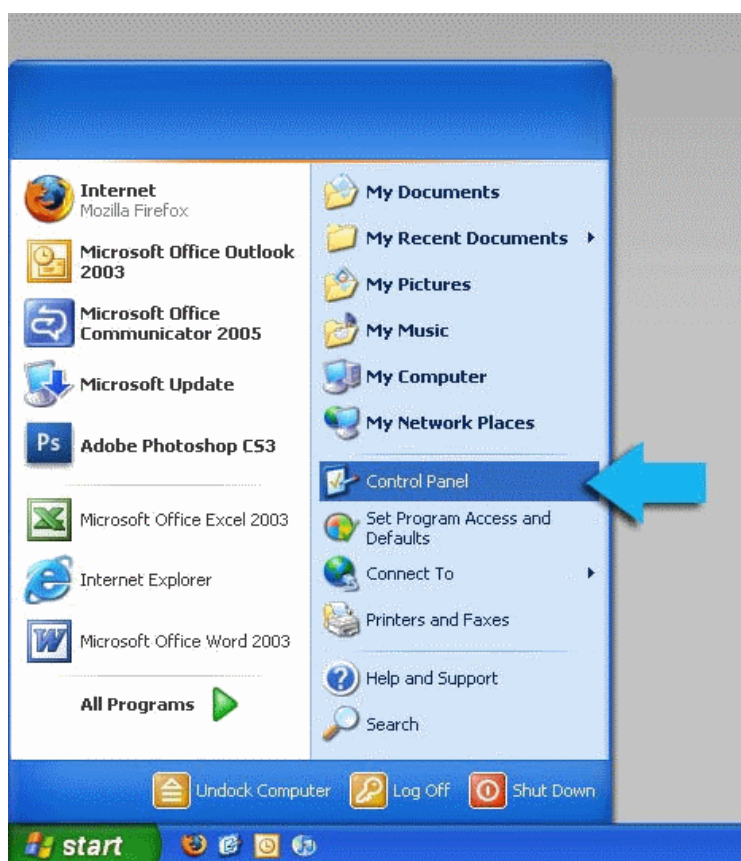 Internet
Mozilla Firefox
Microsoft Office Outlook
2003
Microsoft Office
Communicator 2005
Microsoft Update
Ps
Adobe Photoshop CS3
Microsoft Office Excel 2003
Internet Explorer
Microsoft Office Word 2003
All Programs
My Documents
My Recent Documents
My Pictures
My Music
My Computer
My Network Places
Control Panel
Set Program Access and
Defaults
Connect To
Printers and Faxes
Help and Support
Search
Undock Computer
Log Off
Shut Down
start